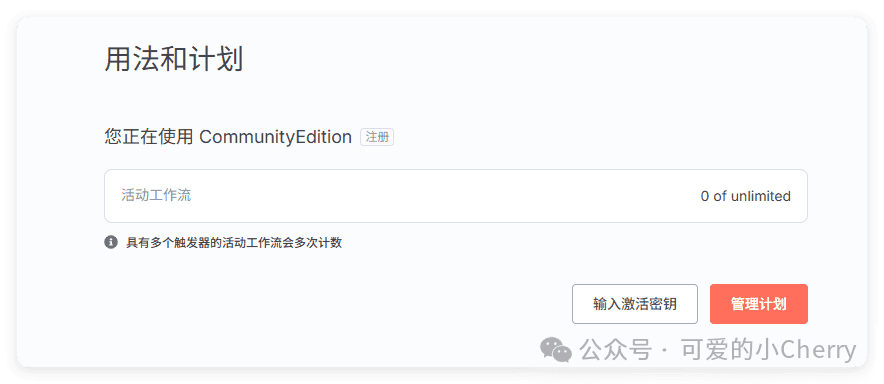 用法和计划
您正在使用 CommunityEdition 注册
活动工作流 0 of unlimited
具有多个触发器的活动工作流会多次计数
输入激活密钥 管理计划
公众号 · 可爱的小Cherry